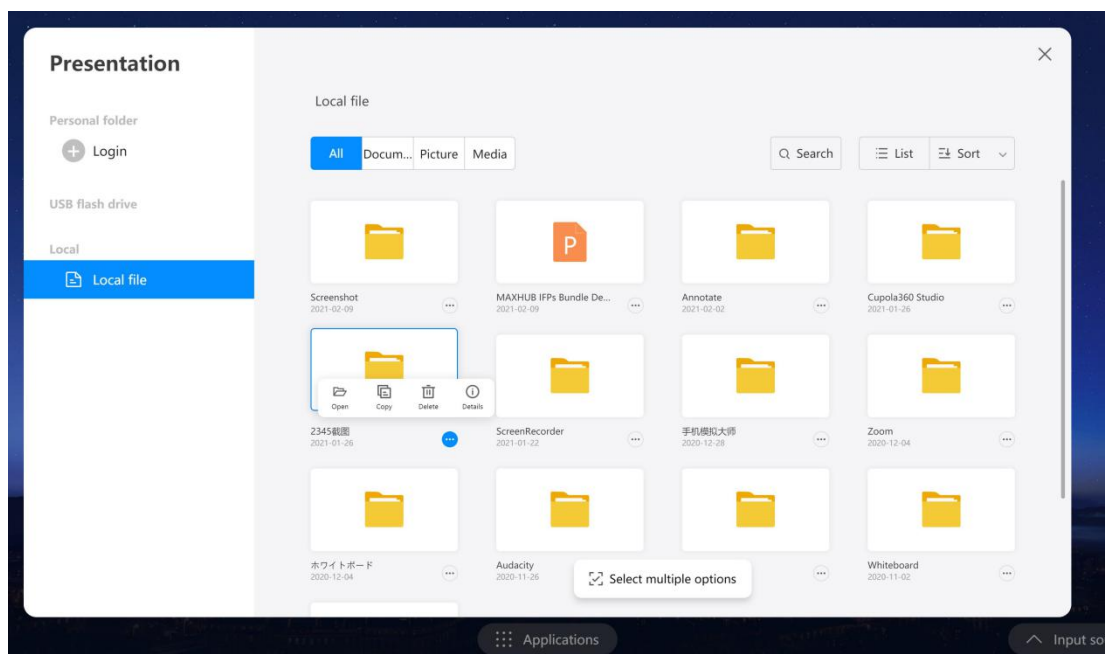 Presentation
Personal folder
Login
USB flash drive
Local
Local file
Local file
All
Docum...
Picture
Media
Search
List
Sort
P
Screenshot
2021-02-09
MAXHUB IFPs Bundle De...
2021-02-09
Annotate
2021-02-02
Cupola360 Studio
2021-01-26
Open
Copy
Delete
Details
2345截图
2021-01-26
ScreenRecorder
2021-01-22
手机模拟大师
2020-12-28
Zoom
2020-12-04
ホワイトボード
2020-12-04
Audacity
2020-11-26
Whiteboard
2020-11-02
Select multiple options
Applications
Input so